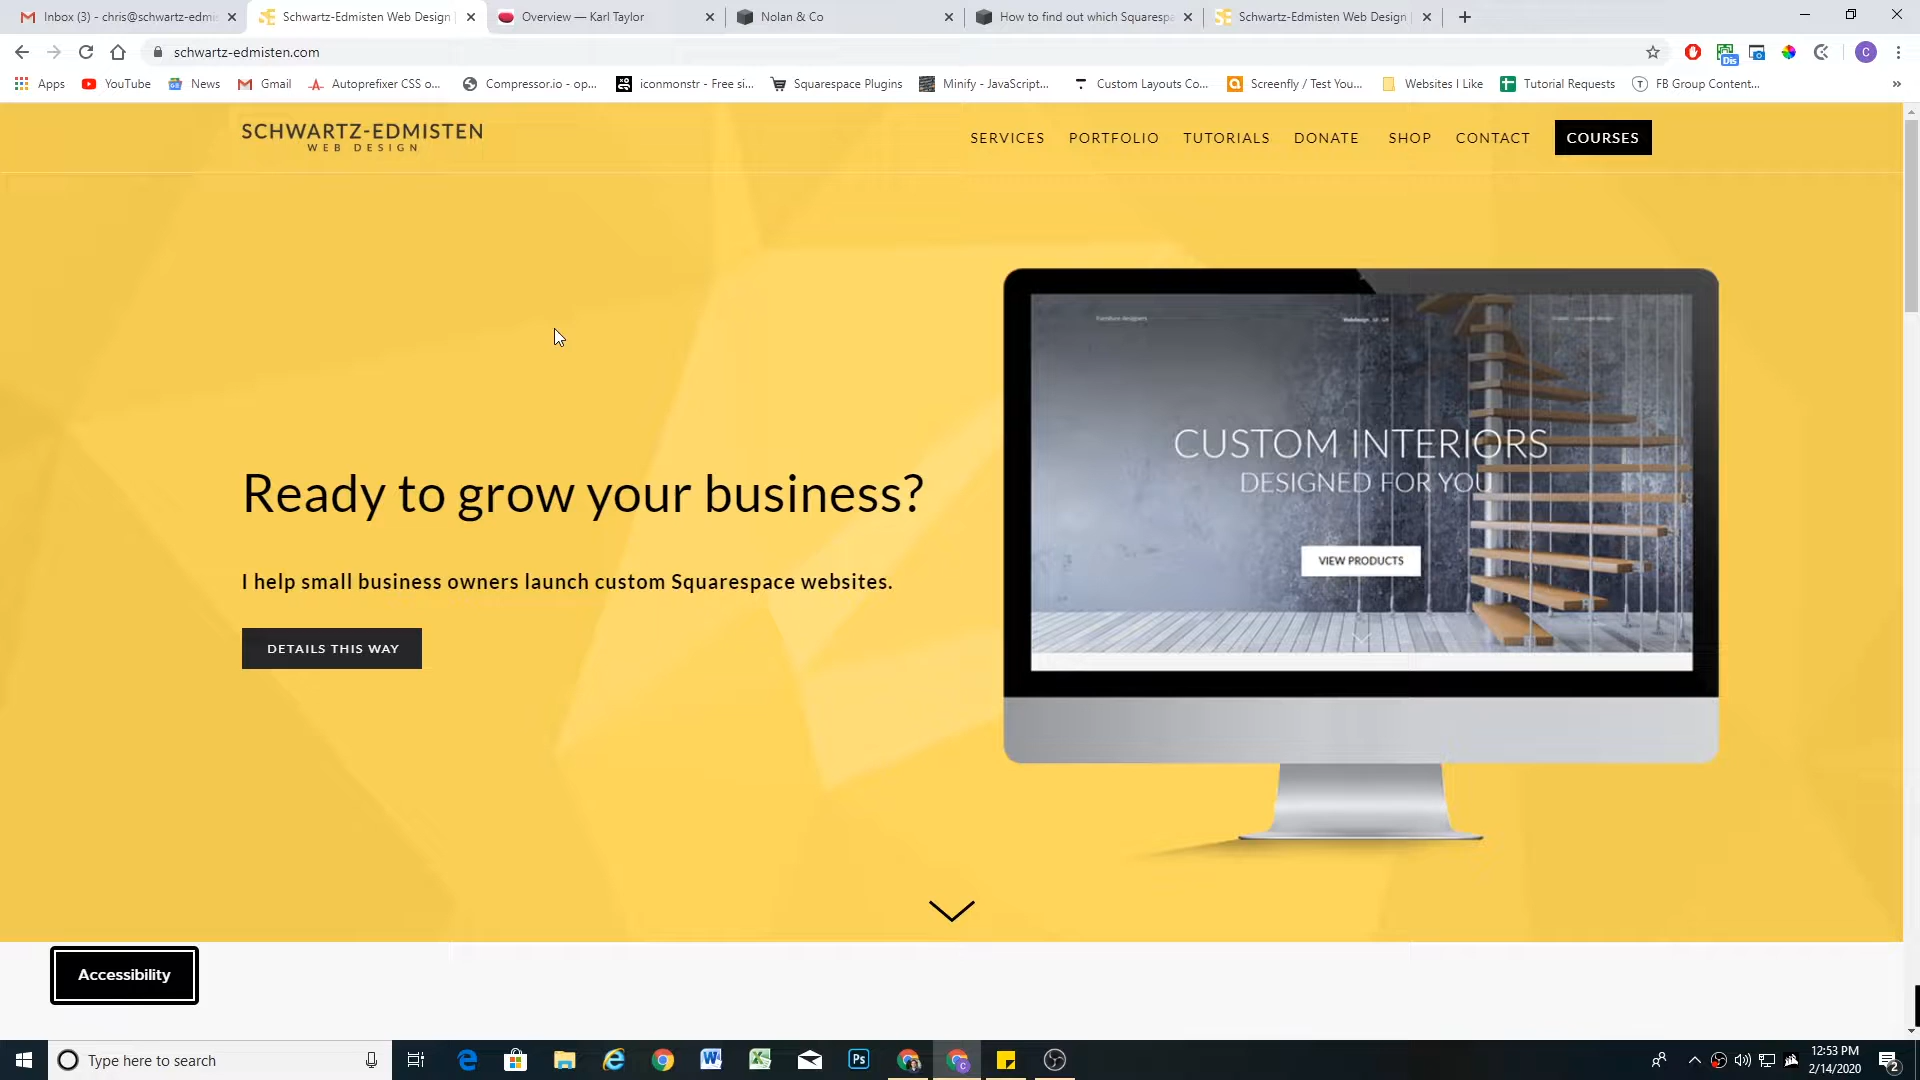 Inbox (3) - chris@schwartz-edmis
Schwartz-Edmisten Web Design |
Overview — Karl Taylor
Nolan & Co
How to find out which Squarespa
Schwartz-Edmisten Web Design |
schwartz-edmisten.com
Dis
C
Apps
YouTube
News
Gmail
Autoprefixer CSS o...
Compressor.io - op...
iconmonstr - Free si...
Squarespace Plugins
Minify - JavaScript...
Custom Layouts Co...
Screenfly / Test You...
Websites I Like
Tutorial Requests
FB Group Content...
»
SCHWARTZ-EDMISTEN
WEB DESIGN
SERVICES
PORTFOLIO
TUTORIALS
DONATE
SHOP
CONTACT
COURSES
CUSTOM INTERIORS
DESIGNED FOR YOU
VIEW PRODUCTS
Ready to grow your business?
I help small business owners launch custom Squarespace websites.
DETAILS THIS WAY
Accessibility
Type here to search
12:53 PM
2/14/2020
2